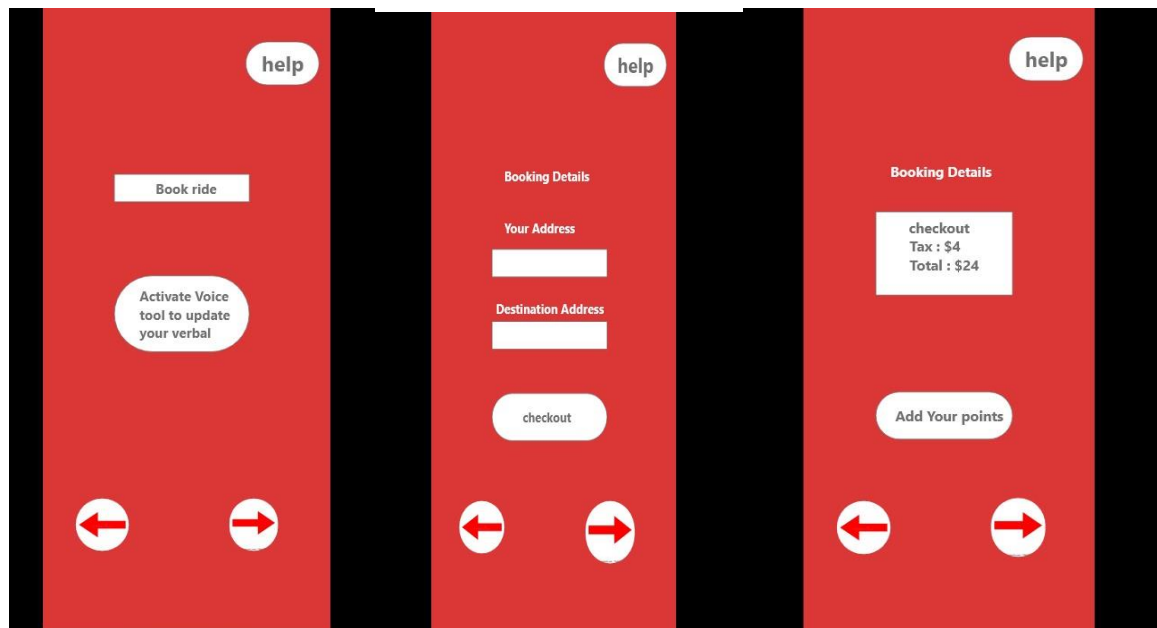 help
Book ride
Activate Voice
tool to update
your verbal
help
Booking Details
Your Address
Destination Address
checkout
help
Booking Details
checkout
Tax : $4
Total : $24
Add Your points